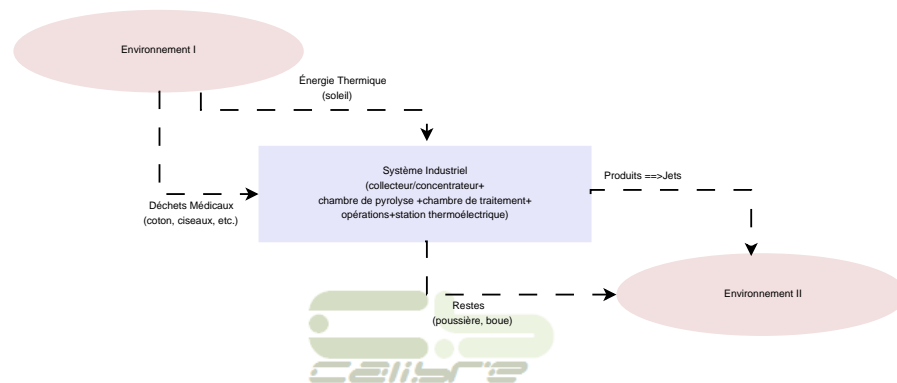 Environnement I
Énergie Thermique
(soleil)
Système Industriel
(collecteur/concentrateur+
chambre de pyrolyse +chambre de traitement+
opérations+station thermoélectrique)
Produits ==>Jets
Déchets Médicaux
(coton, ciseaux, etc.)
Environnement II
Restes
(poussière, boue)
calibre